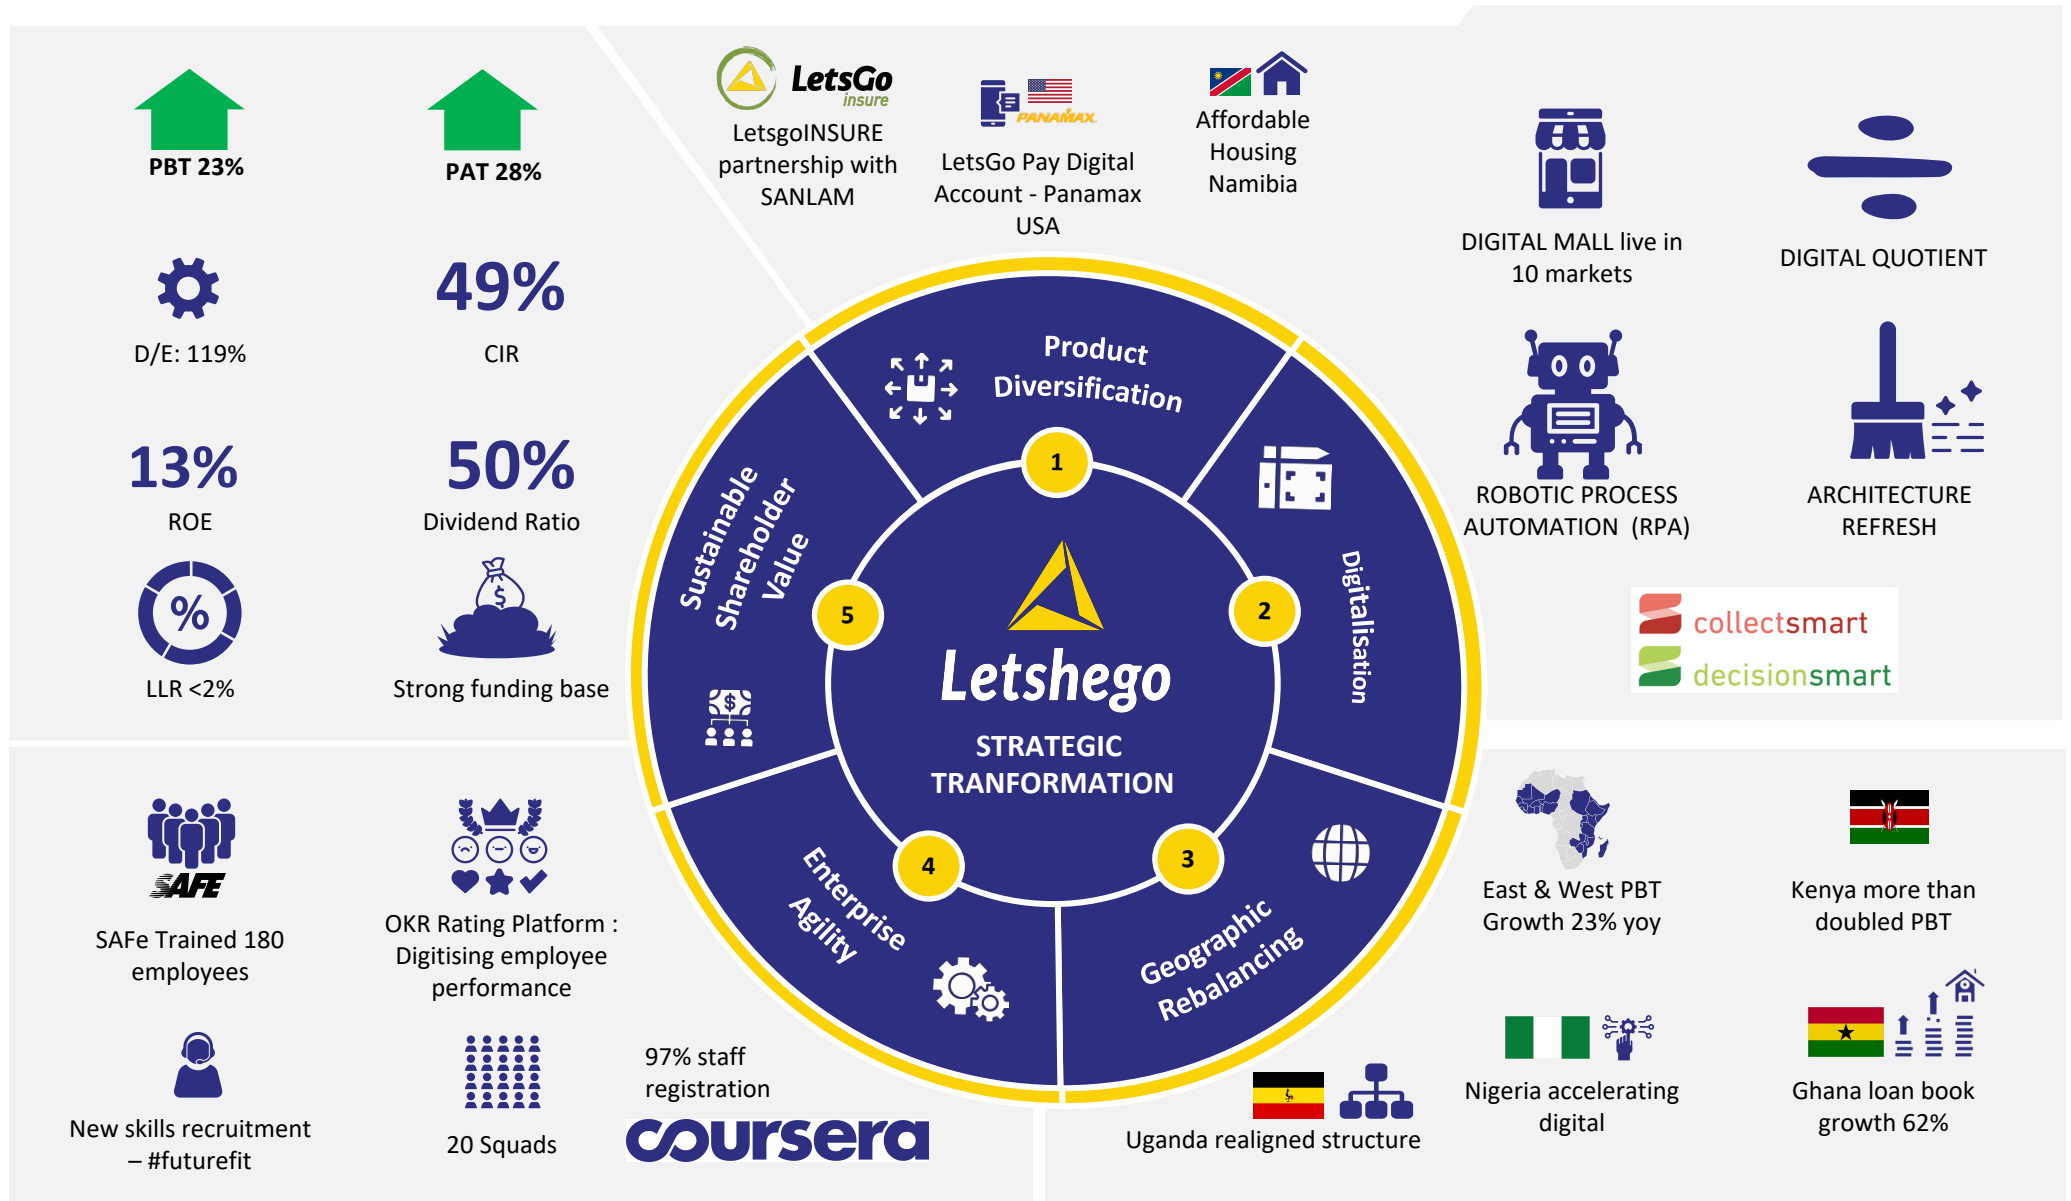 PBT 23%
PAT 28%
D/E: 119%
49%
CIR
13%
ROE
50%
Dividend Ratio
%
LLR <2%
$
Strong funding base
LetsGo
insure
LetsgoINSURE
partnership with
SANLAM
PANAMAX
LetsGo Pay Digital
Account - Panamax
USA
Affordable
Housing
Namibia
DIGITAL MALL live in
10 markets
DIGITAL QUOTIENT
ROBOTIC PROCESS
AUTOMATION (RPA)
ARCHITECTURE
REFRESH
collectsmart
decisionsmart
Product
Diversification
1
Digitalisation
2
Geographic
Rebalancing
3
Enterprise
Agility
4
Sustainable
Shareholder
Value
5
$
Letshego
STRATEGIC
TRANFORMATION
SAFE
SAFe Trained 180
employees
OKR Rating Platform :
Digitising employee
performance
New skills recruitment
– #futurefit
20 Squads
97% staff
registration
coursera
East & West PBT
Growth 23% yoy
Kenya more than
doubled PBT
Uganda realigned structure
Nigeria accelerating
digital
Ghana loan book
growth 62%